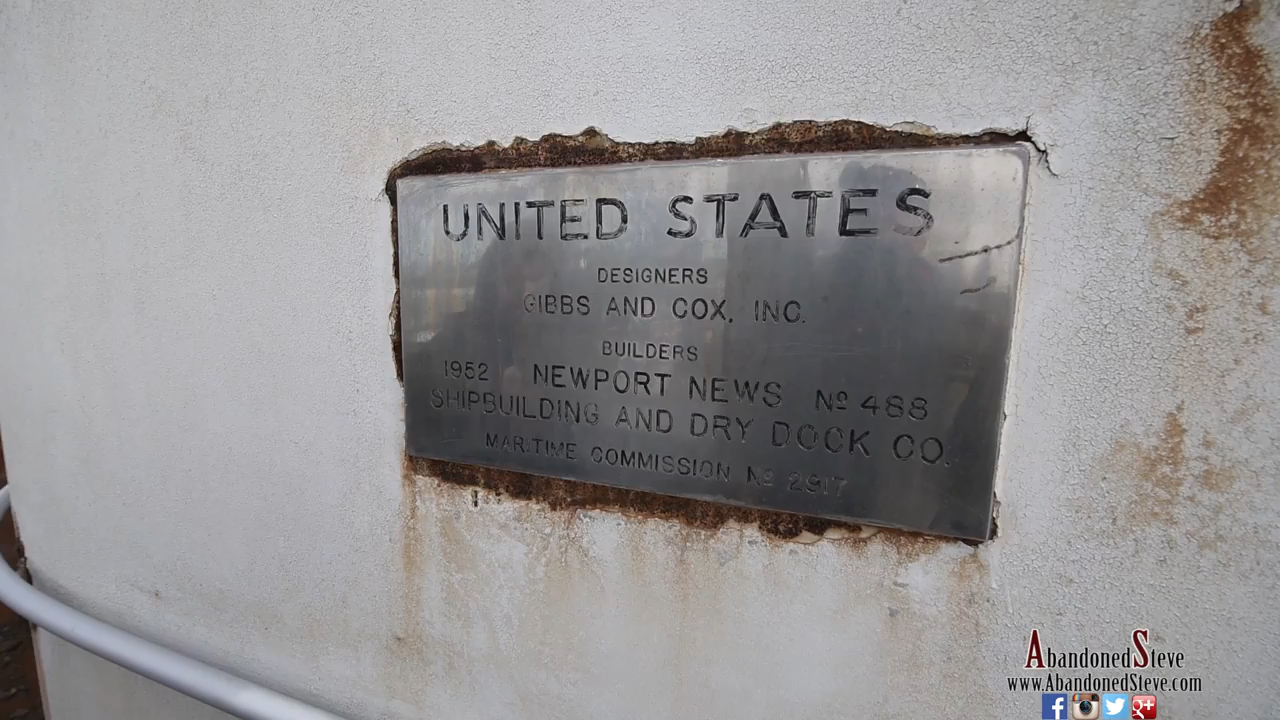 UNITED STATES
DESIGNERS
GIBBS AND COX, INC.
BUILDERS
1952 NEWPORT NEWS Nº 488
SHIPBUILDING AND DRY DOCK CO.
MARITIME COMMISSION Nº 2917
AbandonedSteve
www.AbandonedSteve.com